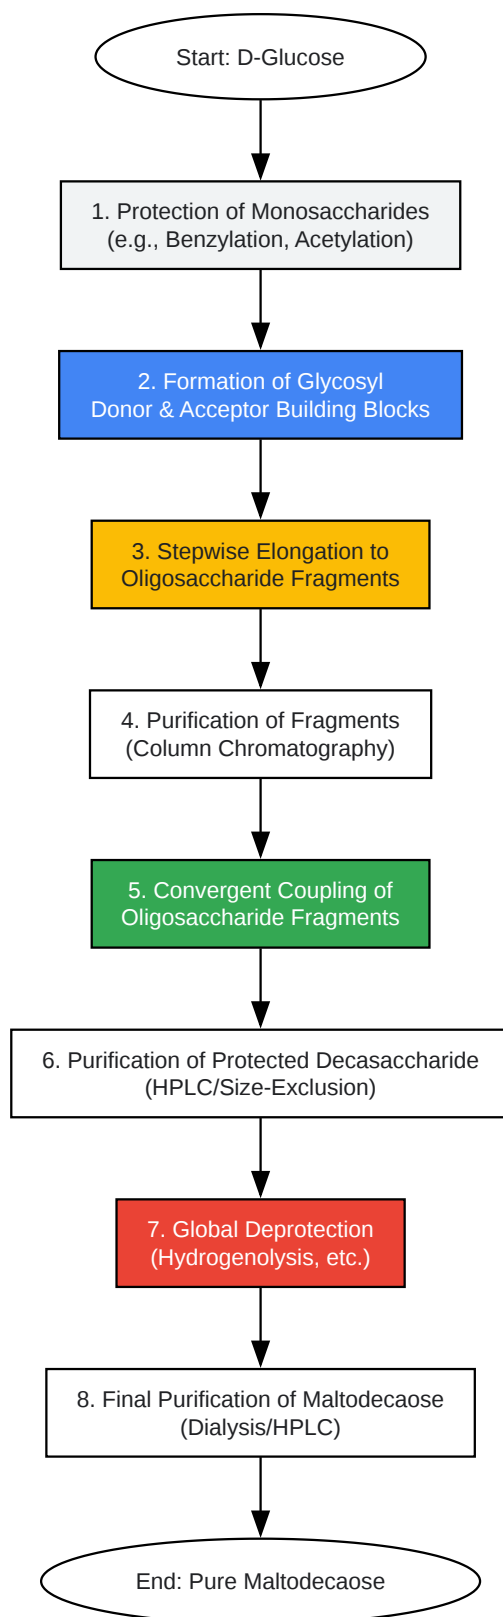 Start: D-Glucose
1. Protection of Monosaccharides
(e.g., Benzylation, Acetylation)
2. Formation of Glycosyl
Donor & Acceptor Building Blocks
3. Stepwise Elongation to
Oligosaccharide Fragments
4. Purification of Fragments
(Column Chromatography)
5. Convergent Coupling of
Oligosaccharide Fragments
6. Purification of Protected Decasaccharide
(HPLC/Size-Exclusion)
7. Global Deprotection
(Hydrogenolysis, etc.)
8. Final Purification of Maltodecaose
(Dialysis/HPLC)
End: Pure Maltodecaose